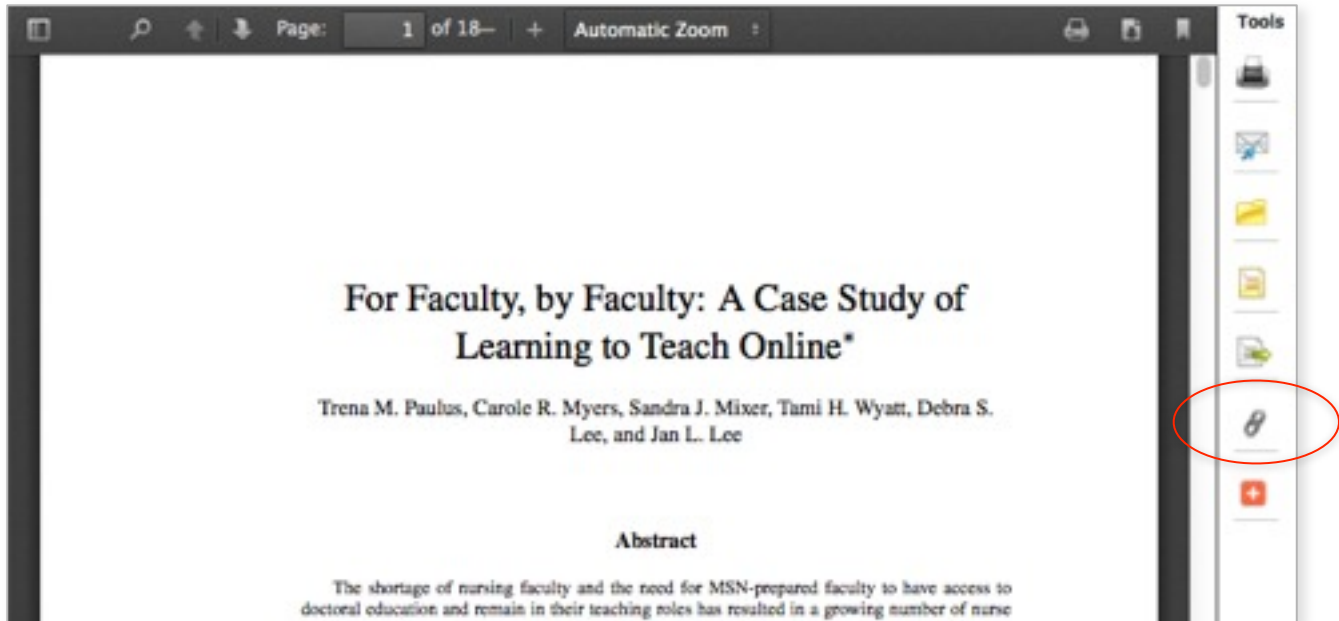 Page: 1 of 18 Automatic Zoom
Tools
For Faculty, by Faculty: A Case Study of
Learning to Teach Online*
Trena M. Paulus, Carole R. Myers, Sandra J. Mixer, Tami H. Wyatt, Debra S.
Lee, and Jan L. Lee
Abstract
The shortage of nursing faculty and the need for MSN-prepared faculty to have access to
doctoral education and remain in their teaching roles has resulted in a growing number of nurse